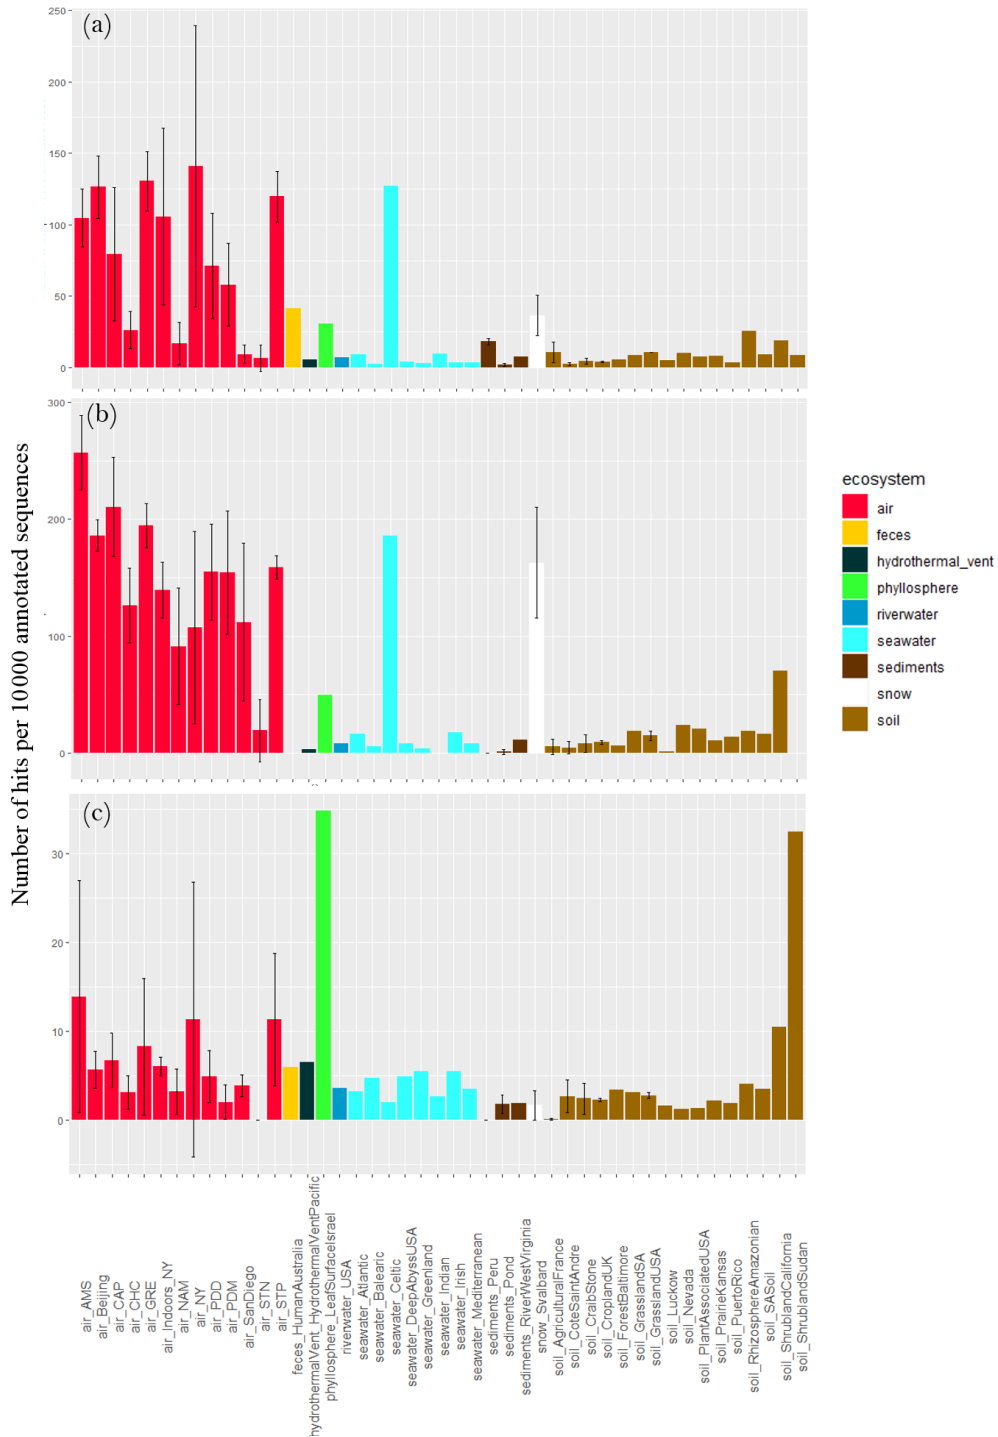 (a)
250
200
150
100
50
0
(b)
300
200
100
0
(c)
30
20
10
0
Number of hits per 10000 annotated sequences
ecosystem
air
feces
hydrothermal_vent
phyllosphere
riverwater
seawater
sediments
snow
soil
air_AMS
air_Beijing
air_CAP
air_CHC
air_GRE
air_Indoors_NY
air_NAM
air_NY
air_PDD
air_PDM
air_SanDiego
air_STN
air_STP
feces_HumanAustralia
hydrothermalVent_HydrothermalVentPacific
phyllosphere_LeafSurfaceIsrael
riverwater_USA
seawater_Atlantic
seawater_Balearic
seawater_Celtic
seawater_DeepAbyssUSA
seawater_Greenland
seawater_Indian
seawater_Irish
seawater_Mediterranean
sediments_Peru
sediments_Pond
sediments_RiverWestVirginia
snow_Svalbard
soil_AgriculturalFrance
soil_CoteSaintAndre
soil_CraibStone
soil_CroplandUK
soil_ForestBaltimore
soil_GrasslandSA
soil_GrasslandUSA
soil_Luckow
soil_Nevada
soil_PlantAssociatedUSA
soil_PrairieKansas
soil_PuertoRico
soil_RhizosphereAmazonian
soil_SASoil
soil_ShrublandCalifornia
soil_ShrublandSudan